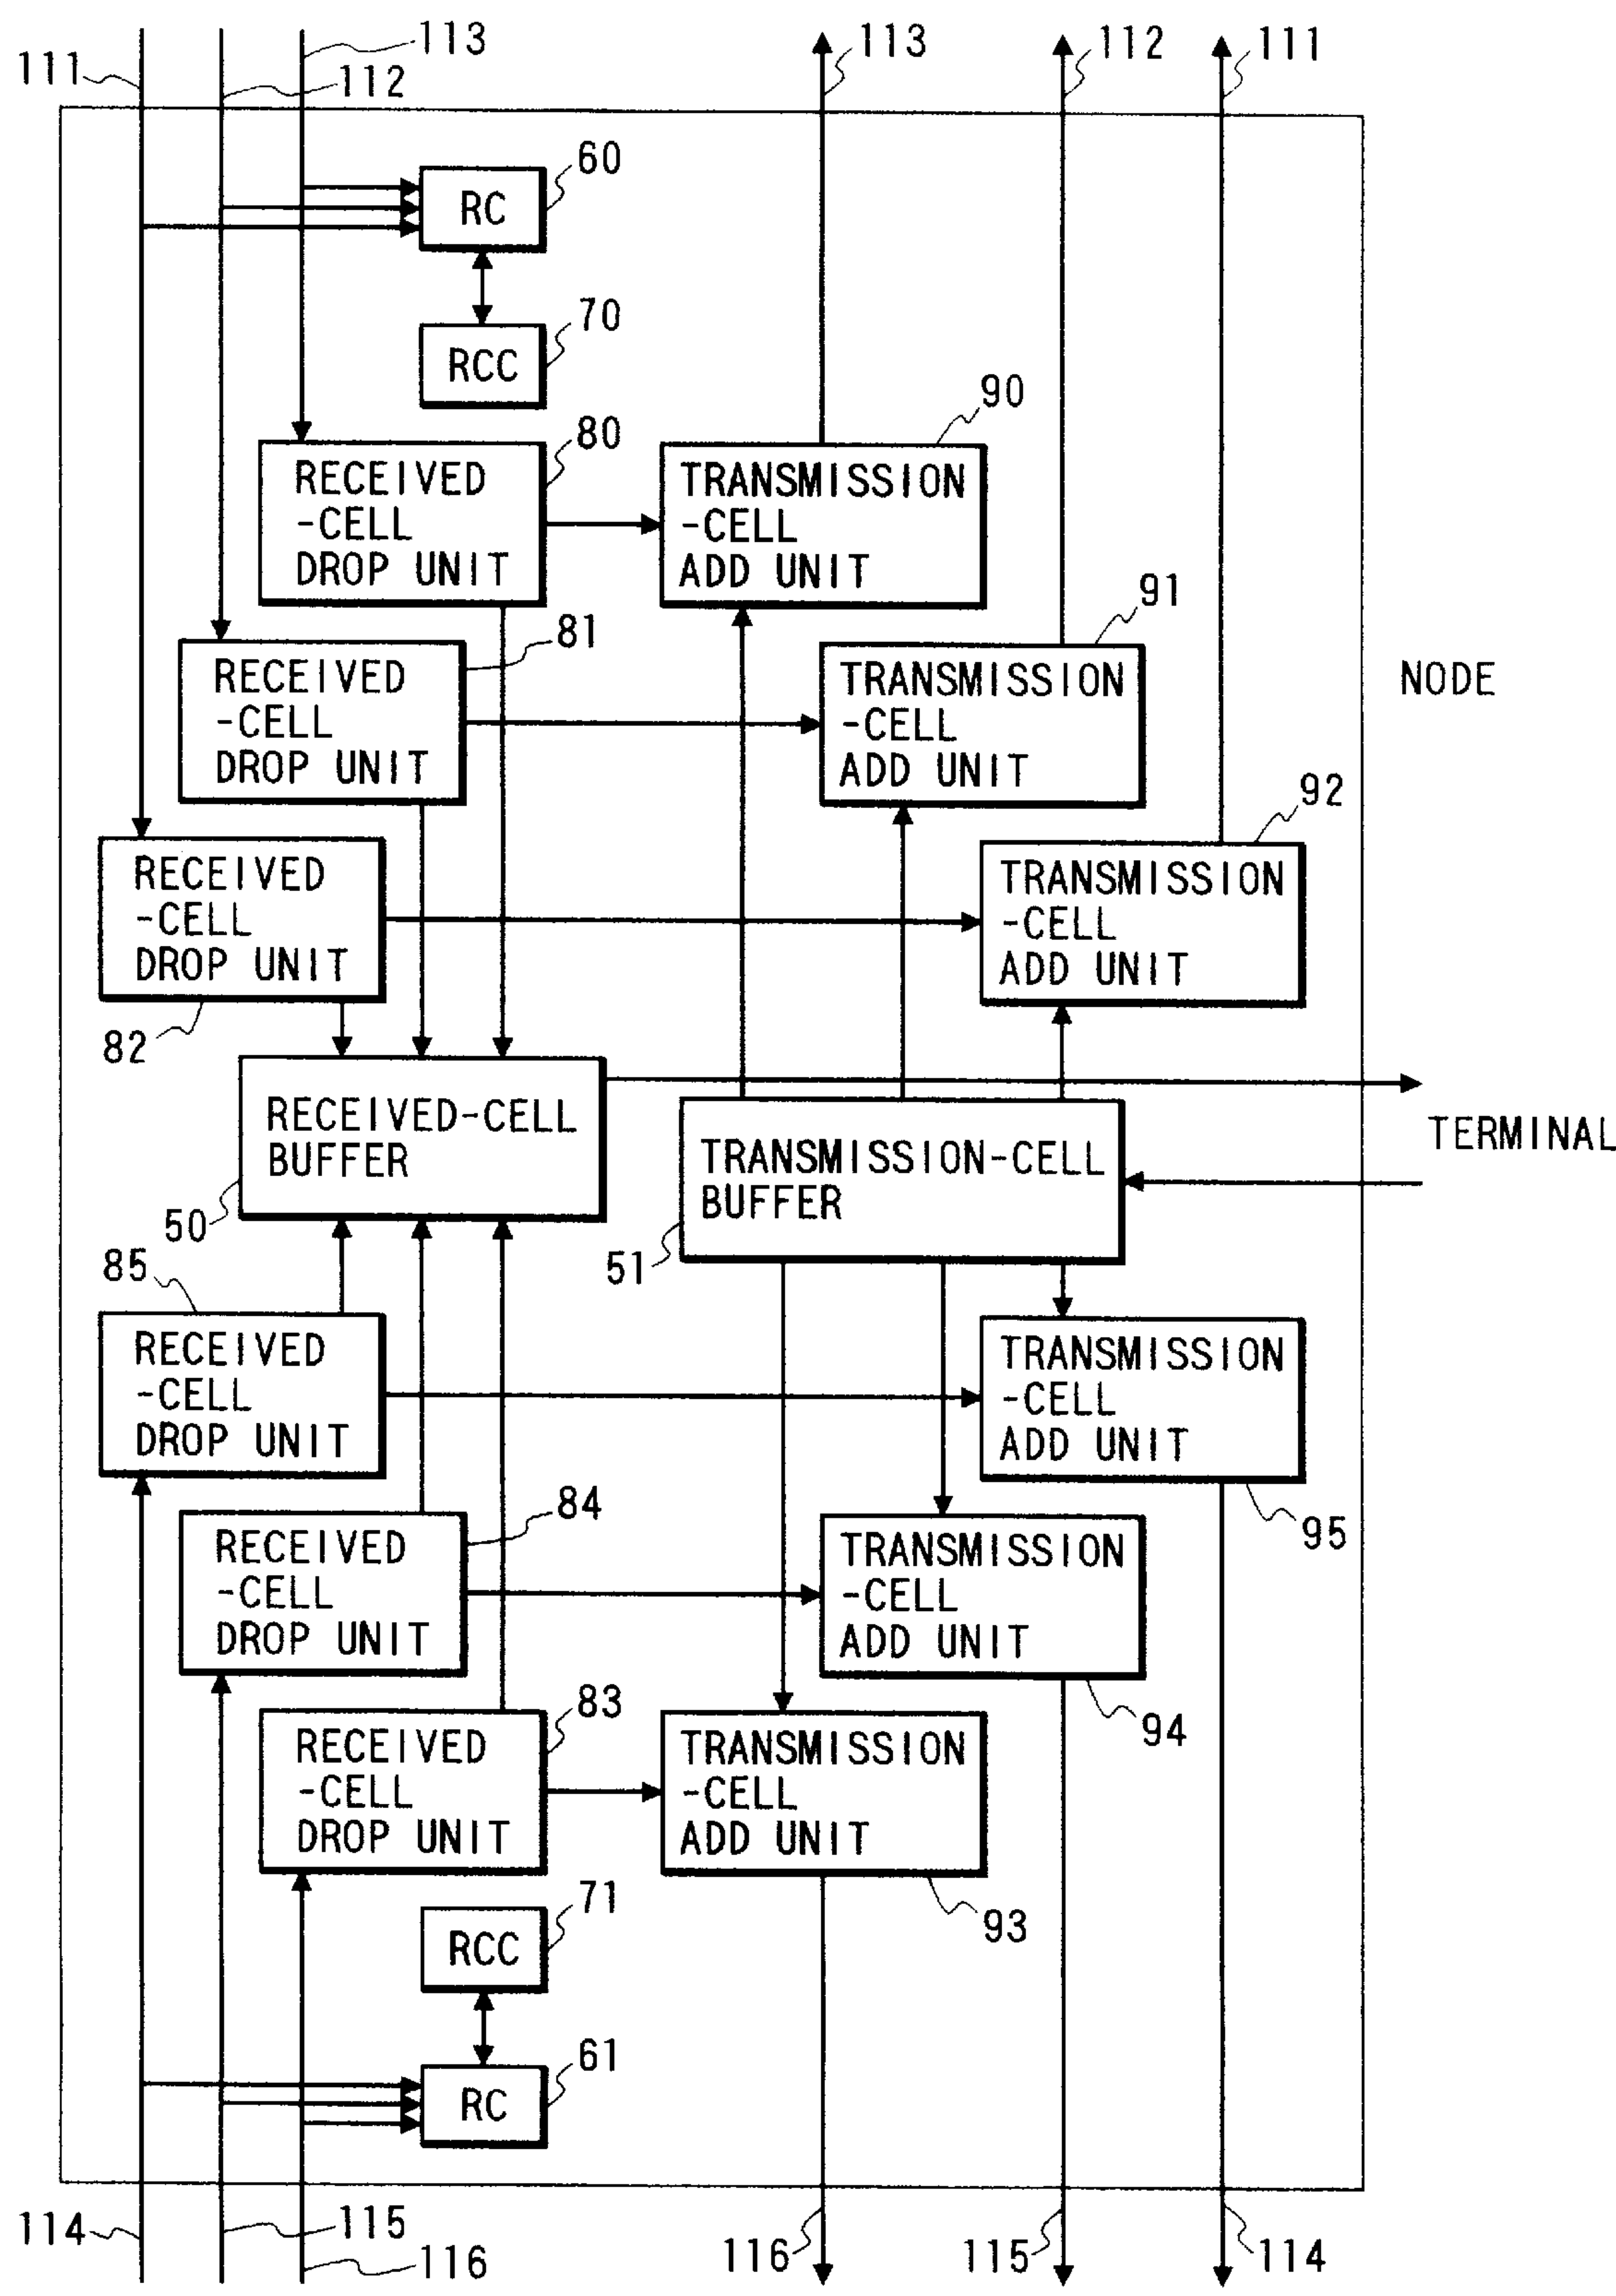 113
113
112
111
111
112
60
RC
70
RCC
90
80
RECEIVED
-CELL
DROP UNIT
TRANSMISSION
-CELL
ADD UNIT
91
81
RECEIVED
-CELL
DROP UNIT
TRANSMISSION
-CELL
ADD UNIT
NODE
92
RECEIVED
-CELL
DROP UNIT
TRANSMISSION
-CELL
ADD UNIT
82
RECEIVED-CELL
BUFFER
TERMINAL
TRANSMISSION-CELL
BUFFER
50
51
85
RECEIVED
-CELL
DROP UNIT
TRANSMISSION
-CELL
ADD UNIT
84
95
RECEIVED
-CELL
DROP UNIT
TRANSMISSION
-CELL
ADD UNIT
83
94
RECEIVED
-CELL
DROP UNIT
TRANSMISSION
-CELL
ADD UNIT
71
93
RCC
61
RC
114
115
116
116
115
114